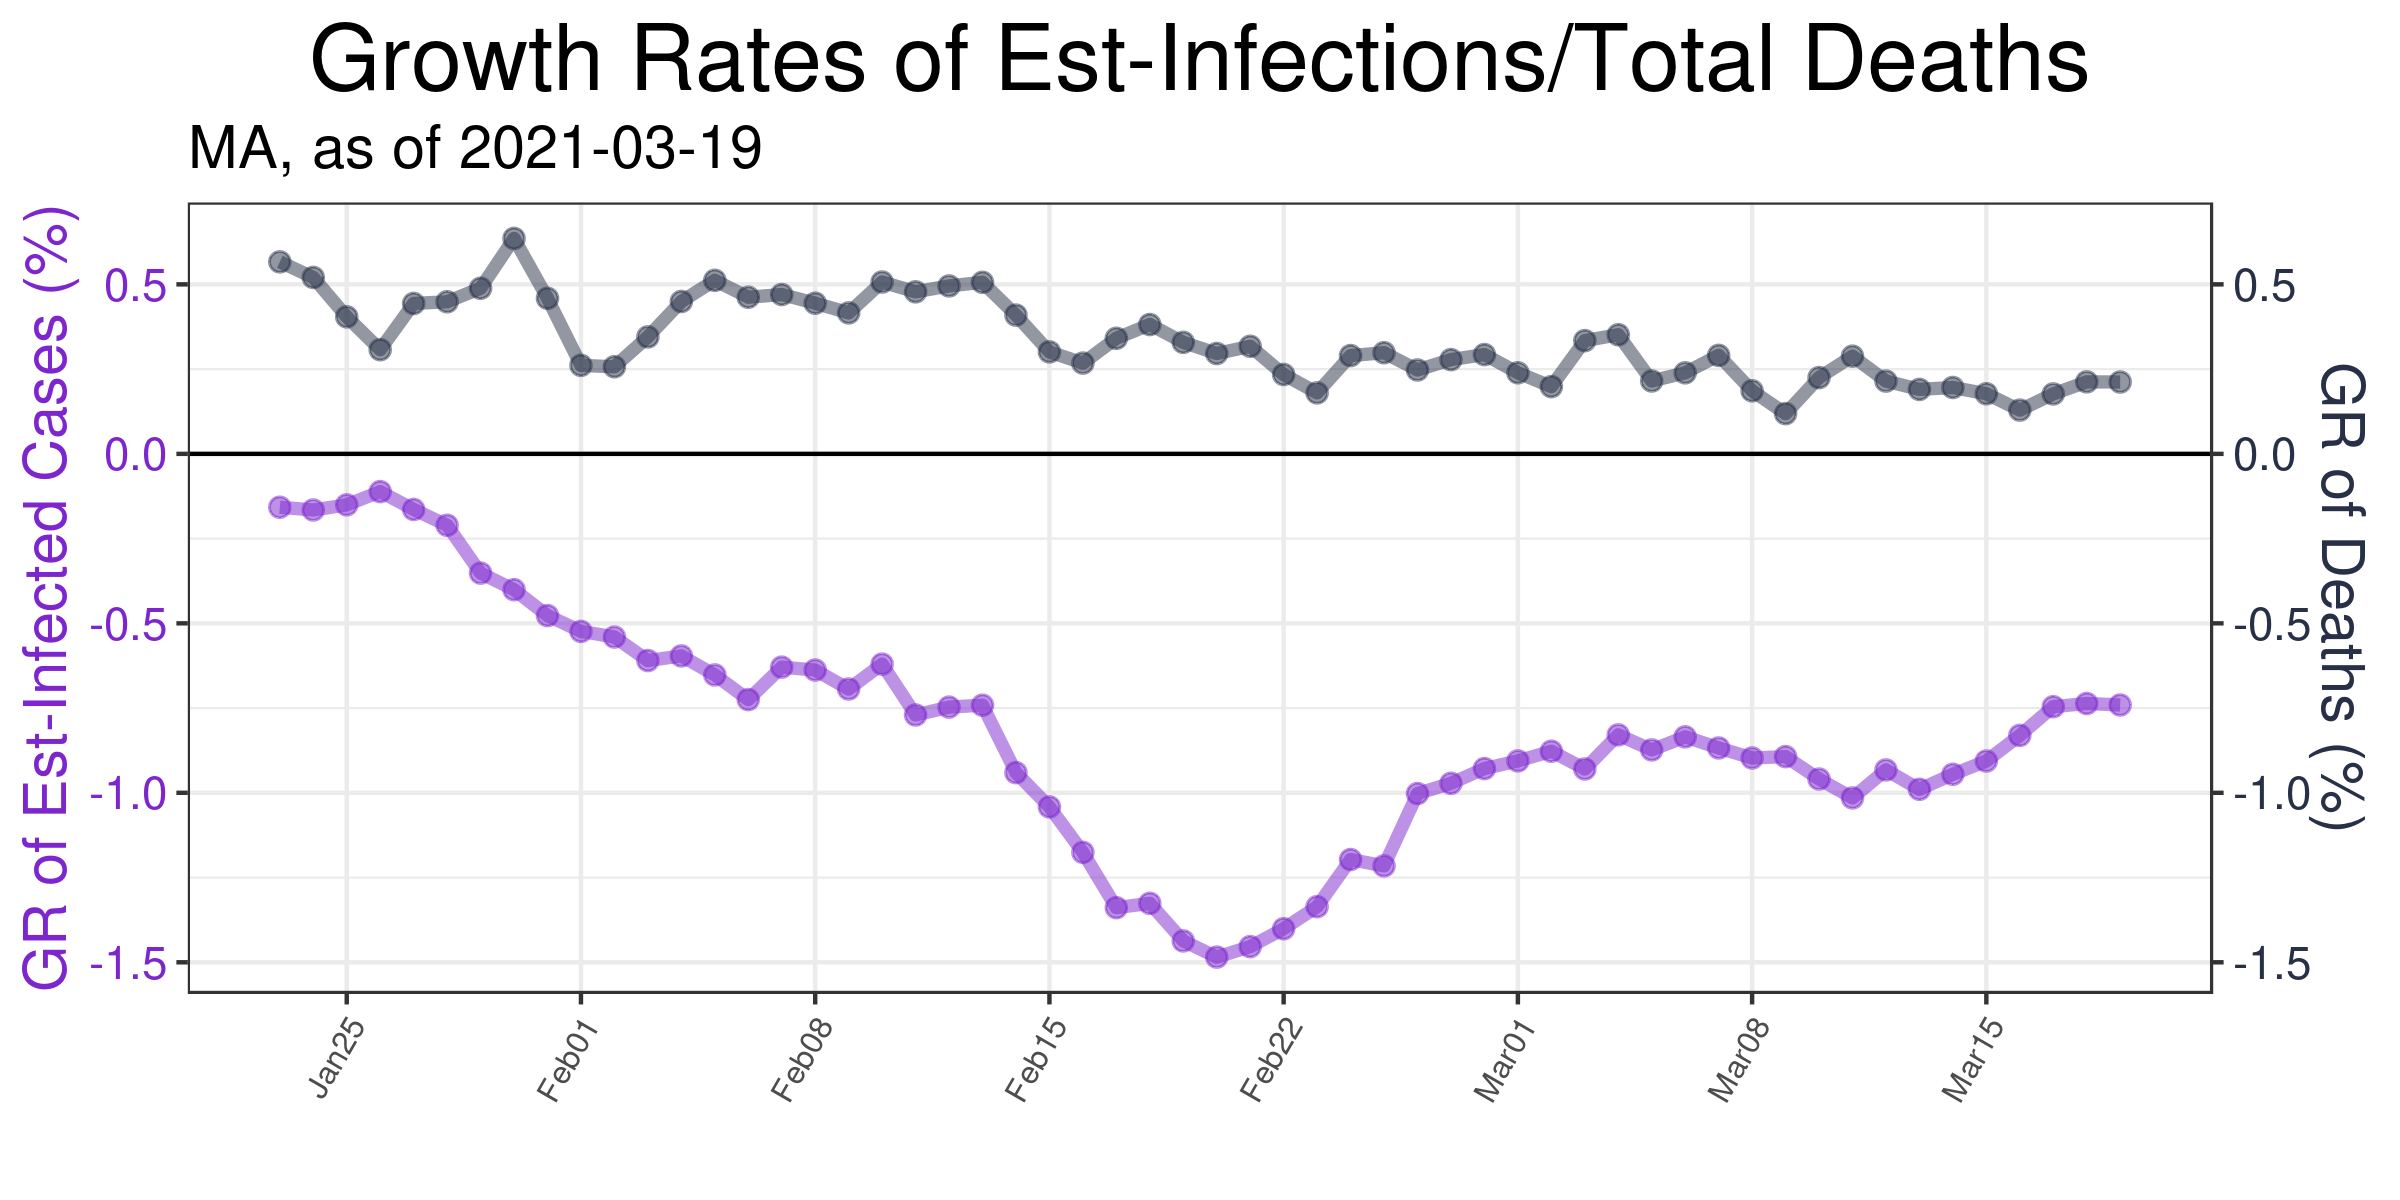 Growth Rates of Est-Infections/Total Deaths
MA, as of 2021-03-19
GR of Est-Infected Cases (%)
0.5
0.0
-0.5
-1.0
-1.5
0.5
0.0
-0.5
-1.0
-1.5
GR of Deaths (%)
Jan25
Feb01
Feb08
Feb15
Feb22
Mar01
Mar08
Mar15